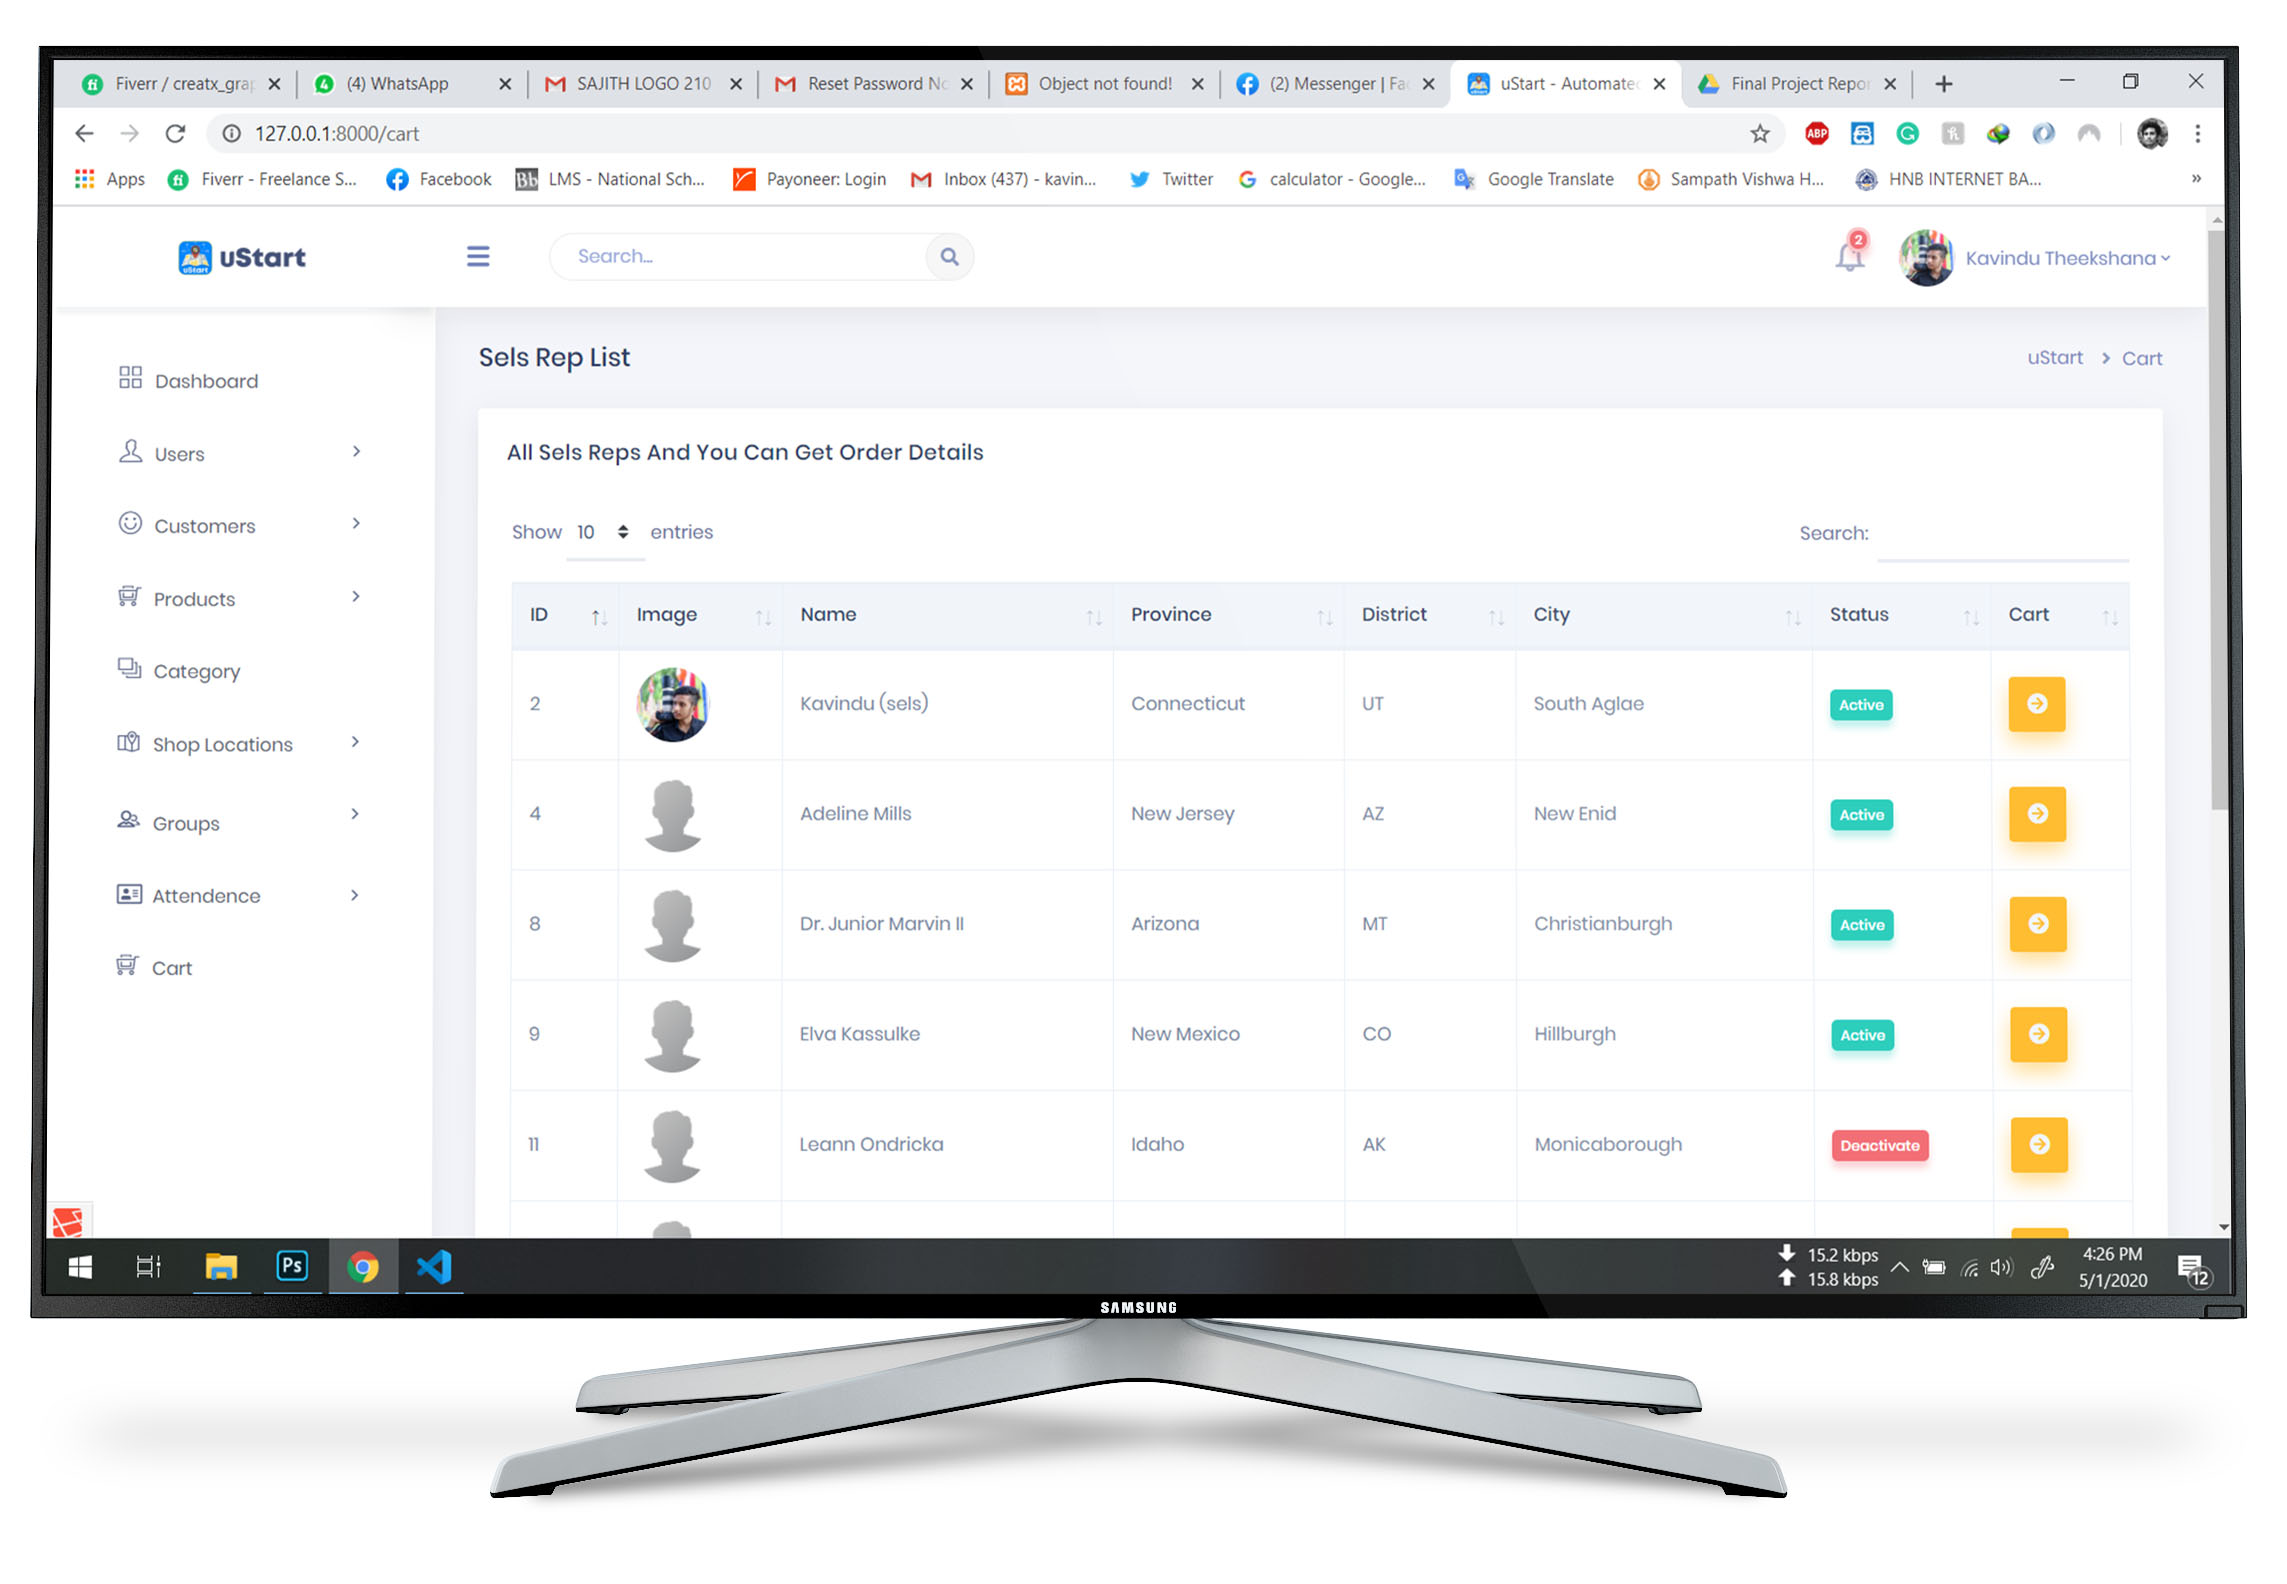 Fiverr / creatx_grap (4) WhatsApp SAJITH LOGO 210 Reset Password No Object not found! (2) Messenger | Fac uStart - Automated Final Project Repor
127.0.0.1:8000/cart ABP
Apps Fiverr - Freelance S... Facebook Bb LMS - National Sch... Payoneer: Login Inbox (437) - kavin... Twitter calculator - Google... Google Translate Sampath Vishwa H... HNB INTERNET BA... »
uStart uStart Search... 2 Kavindu Theekshana
Sels Rep List uStart > Cart
Dashboard
Users
Customers
Products
Category
Shop Locations
Groups
Attendence
Cart
All Sels Reps And You Can Get Order Details
Show 10 entries Search:
ID Image Name Province District City Status Cart
2 Kavindu (sels) Connecticut UT South Aglae Active
4 Adeline Mills New Jersey AZ New Enid Active
8 Dr. Junior Marvin II Arizona MT Christianburgh Active
9 Elva Kassulke New Mexico CO Hillburgh Active
11 Leann Ondricka Idaho AK Monicaborough Deactivate
Ps 15.2 kbps 4:26 PM
15.8 kbps 5/1/2020 12
SAMSUNG